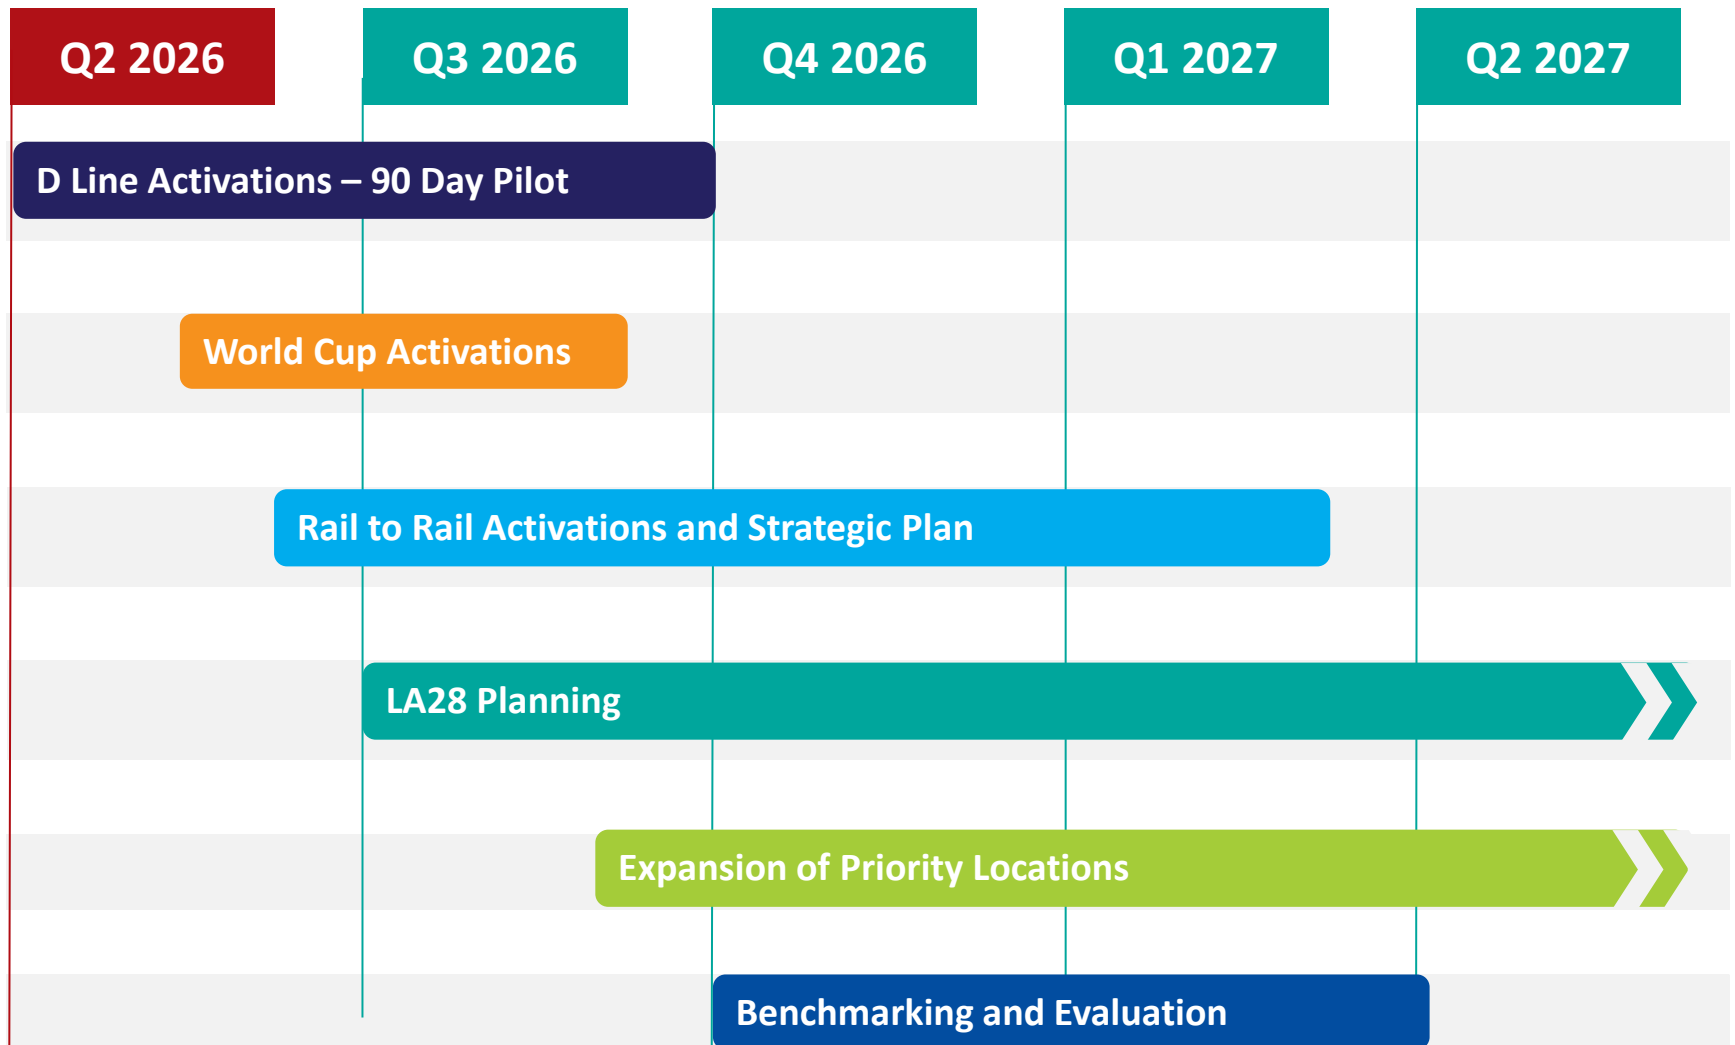 Q2 2026
Q3 2026
Q4 2026
Q1 2027
Q2 2027
D Line Activations – 90 Day Pilot
World Cup Activations
Rail to Rail Activations and Strategic Plan
LA28 Planning
Expansion of Priority Locations
Benchmarking and Evaluation